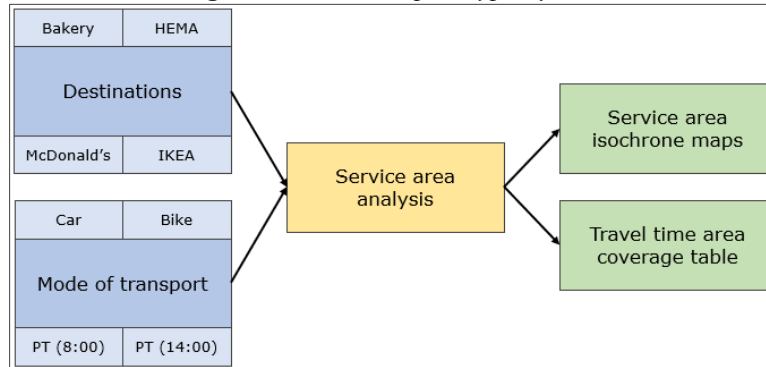 Bakery
HEMA
Destinations
McDonald's
IKEA
Car
Bike
Mode of transport
PT (8:00)
PT (14:00)
Service area
analysis
Service area
isochrone maps
Travel time area
coverage table